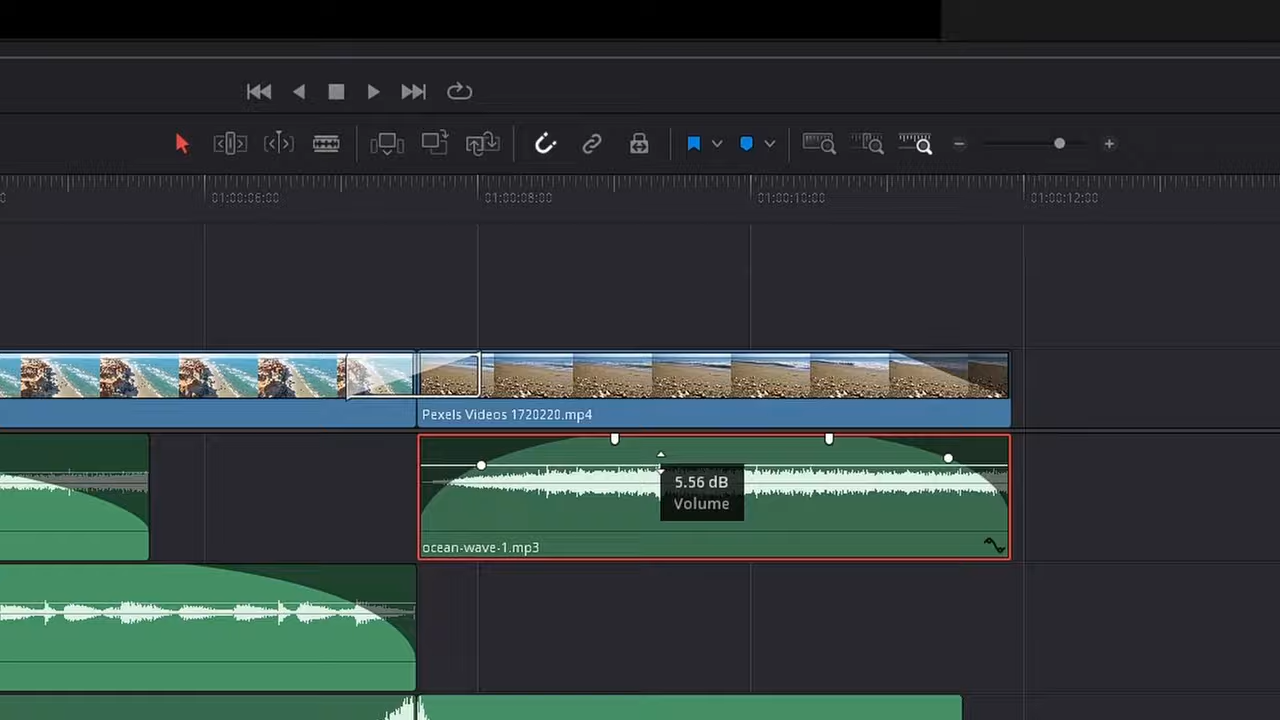 01:00:06:00
01:00:08:00
01:00:10:00
01:00:12:00
Pexels Videos 1720220.mp4
5.56 dB
Volume
ocean-wave-1.mp3